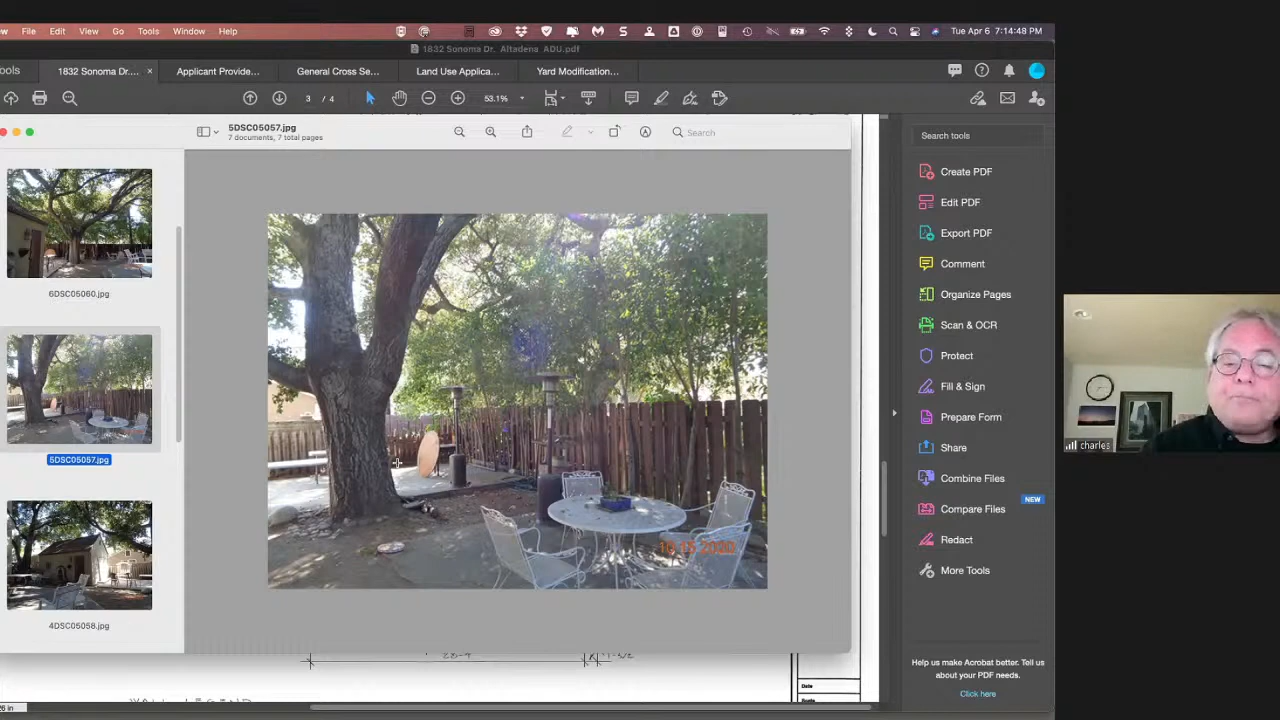 File Edit View Go Tools Window Help
Tue Apr 6 7:14:48 PM
1832 Sonoma Dr. Altadena ADU.pdf
1832 Sonoma Dr....
Applicant Provide...
General Cross Se...
Land Use Applica...
Yard Modification...
3 / 4
53.1%
5DSC05057.jpg
7 documents, 7 total pages
Search
6DSC05060.jpg
5DSC05057.jpg
4DSC05058.jpg
10.15.2020
Search tools
Create PDF
Edit PDF
Export PDF
Comment
Organize Pages
Scan & OCR
Protect
Fill & Sign
Prepare Form
Share
Combine Files
NEW
Compare Files
Redact
More Tools
Help us make Acrobat better. Tell us
about your PDF needs.
Click here
charles
Date